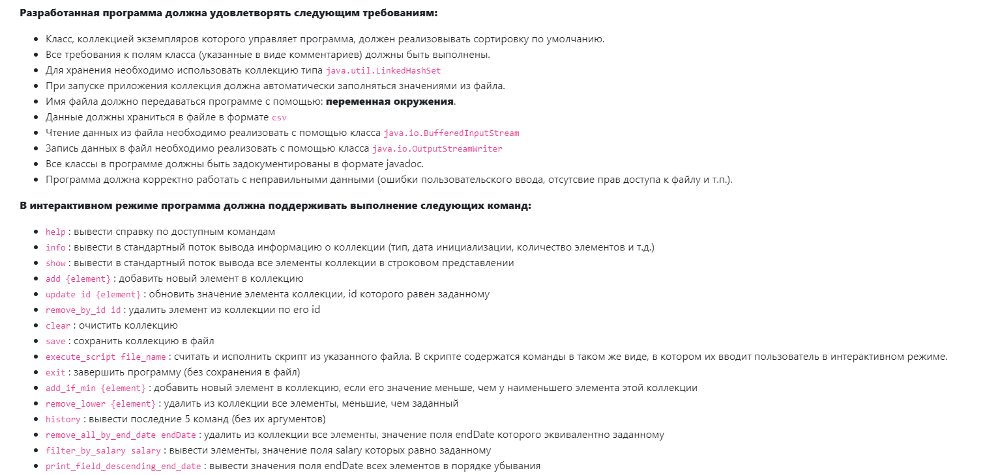 Разработанная программа должна удовлетворять следующим требованиям:
Класс, коллекцией экземпляров которого управляет программа, должен реализовывать сортировку по умолчанию.
Все требования к полям класса (указанные в виде комментариев) должны быть выполнены.
Для хранения необходимо использовать коллекцию типа java.util.LinkedHashSet
При запуске приложения коллекция должна автоматически заполняться значениями из файла.
Имя файла должно передаваться программе с помощью: переменная окружения.
Данные должны храниться в файле в формате csv
Чтение данных из файла необходимо реализовать с помощью класса java.io.BufferedInputStream
Запись данных в файл необходимо реализовать с помощью класса java.io.OutputStreamWriter
Все классы в программе должны быть задокументированы в формате javadoc.
Программа должна корректно работать с неправильными данными (ошибки пользовательского ввода, отсутсвие прав доступа к файлу и т.п.).
В интерактивном режиме программа должна поддерживать выполнение следующих команд:
help : вывести справку по доступным командам
info : вывести в стандартный поток вывода информацию о коллекции (тип, дата инициализации, количество элементов и т.д.)
show : вывести в стандартный поток вывода все элементы коллекции в строковом представлении
add {element} : добавить новый элемент в коллекцию
update id {element} : обновить значение элемента коллекции, id которого равен заданному
remove_by_id id : удалить элемент из коллекции по его id
clear : очистить коллекцию
save : сохранить коллекцию в файл
execute_script file_name : считать и исполнить скрипт из указанного файла. В скрипте содержатся команды в таком же виде, в котором их вводит пользователь в интерактивном режиме.
exit : завершить программу (без сохранения в файл)
add_if_min {element} : добавить новый элемент в коллекцию, если его значение меньше, чем у наименьшего элемента этой коллекции
remove_lower {element} : удалить из коллекции все элементы, меньшие, чем заданный
history : вывести последние 5 команд (без их аргументов)
remove_all_by_end_date endDate : удалить из коллекции все элементы, значение поля endDate которого эквивалентно заданному
filter_by_salary salary : вывести элементы, значение поля salary которых равно заданному
print_field_descending_end_date : вывести значения поля endDate всех элементов в порядке убывания